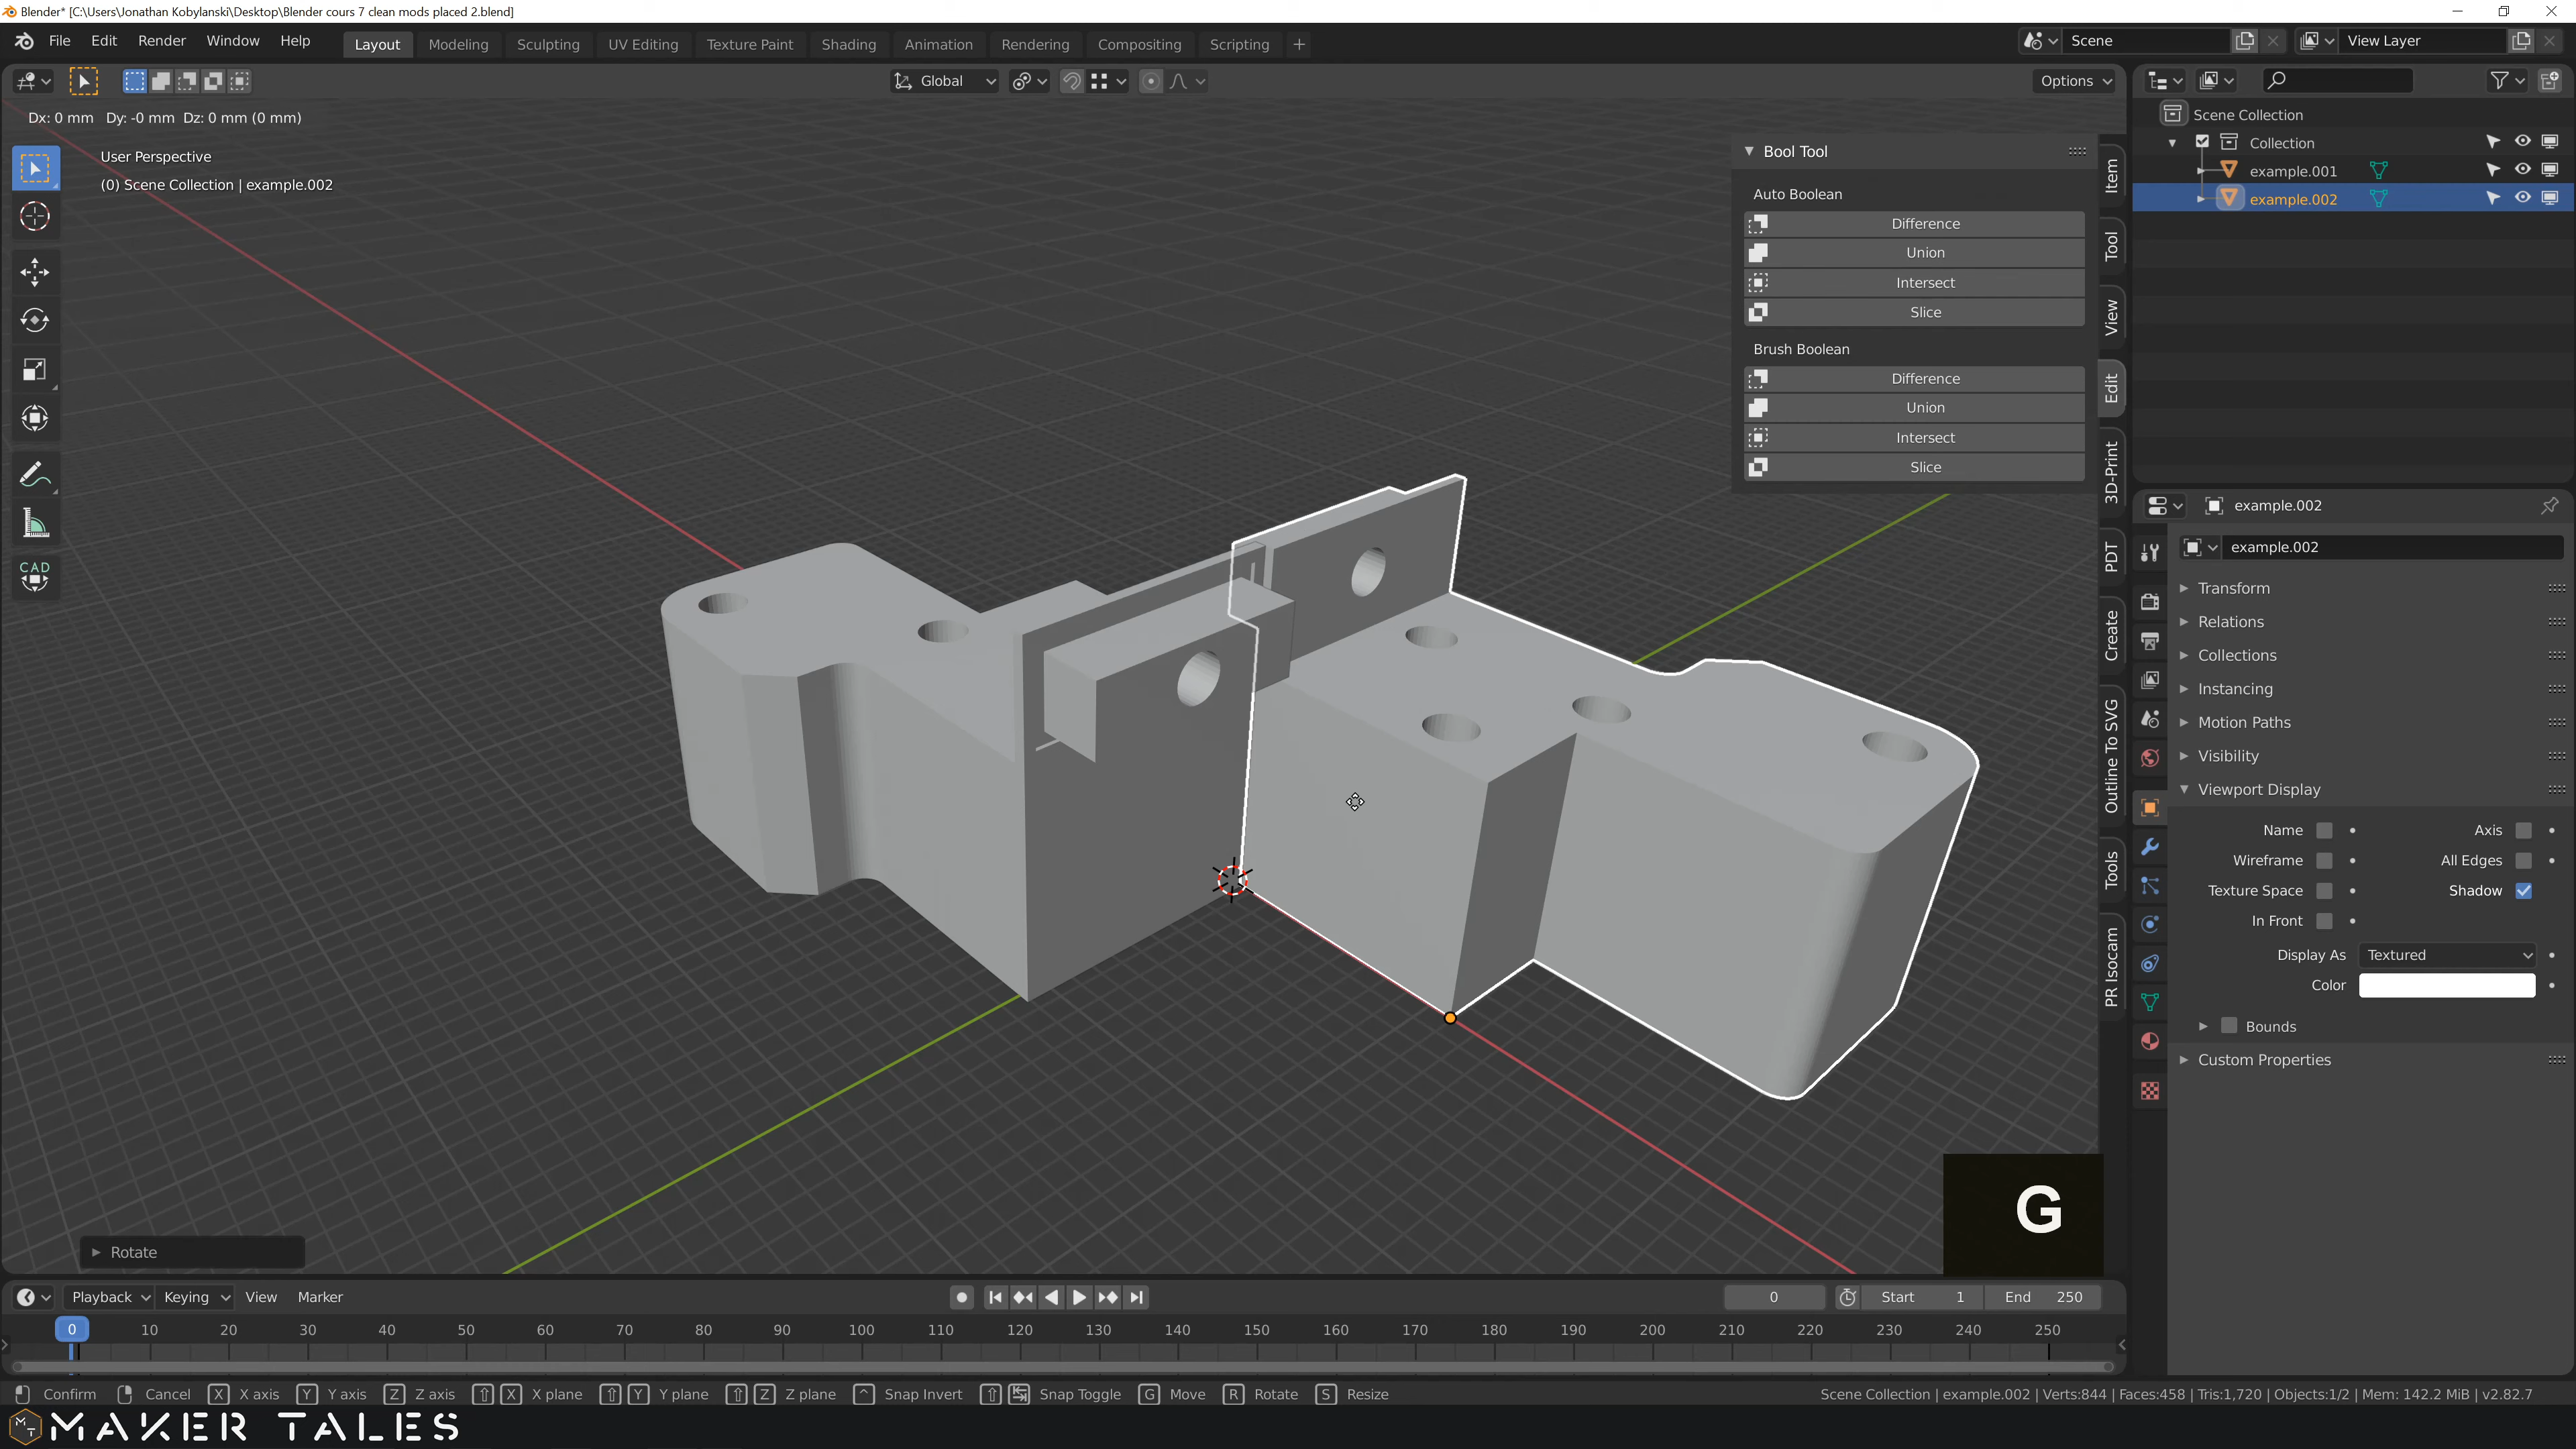 Blender* [C:\Users\Jonathan Kobylanski\Desktop\Blender cours 7 clean mods placed 2.blend]
File Edit Render Window Help Layout Modeling Sculpting UV Editing Texture Paint Shading Animation Rendering Compositing Scripting + Scene View Layer
Global Options
Dx: 0 mm Dy: -0 mm Dz: 0 mm (0 mm)
User Perspective
(0) Scene Collection | example.002
Bool Tool
Auto Boolean
Difference
Union
Intersect
Slice
Brush Boolean
Difference
Union
Intersect
Slice
Item
Tool
View
Edit
3D-Print
PDT
Create
Outline To SVG
Tools
PR Isocam
CAD
Scene Collection
Collection
example.001
example.002
example.002
example.002
Transform
Relations
Collections
Instancing
Motion Paths
Visibility
Viewport Display
Name Axis
Wireframe All Edges
Texture Space Shadow
In Front
Display As Textured
Color
Bounds
Custom Properties
G
Rotate
Playback Keying View Marker 0 Start 1 End 250
0 10 20 30 40 50 60 70 80 90 100 110 120 130 140 150 160 170 180 190 200 210 220 230 240 250
Confirm Cancel X X axis Y Y axis Z Z axis X X plane Y Y plane Z Z plane ^ Snap Invert Snap Toggle G Move R Rotate S Resize Scene Collection | example.002 | Verts:844 | Faces:458 | Tris:1,720 | Objects:1/2 | Mem: 142.2 MiB | v2.82.7
MT MAKER TALES